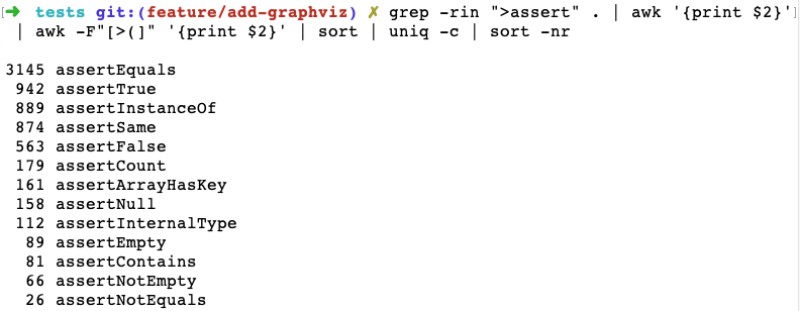 [➜  tests git:(feature/add-graphviz) ✗ grep -rin ">assert" . | awk '{print $2}']
 | awk -F"[>(]" '{print $2}' | sort | uniq -c | sort -nr
3145 assertEquals
942 assertTrue
889 assertInstanceOf
874 assertSame
563 assertFalse
179 assertCount
161 assertArrayHasKey
158 assertNull
112 assertInternalType
89 assertEmpty
81 assertContains
66 assertNotEmpty
26 assertNotEquals